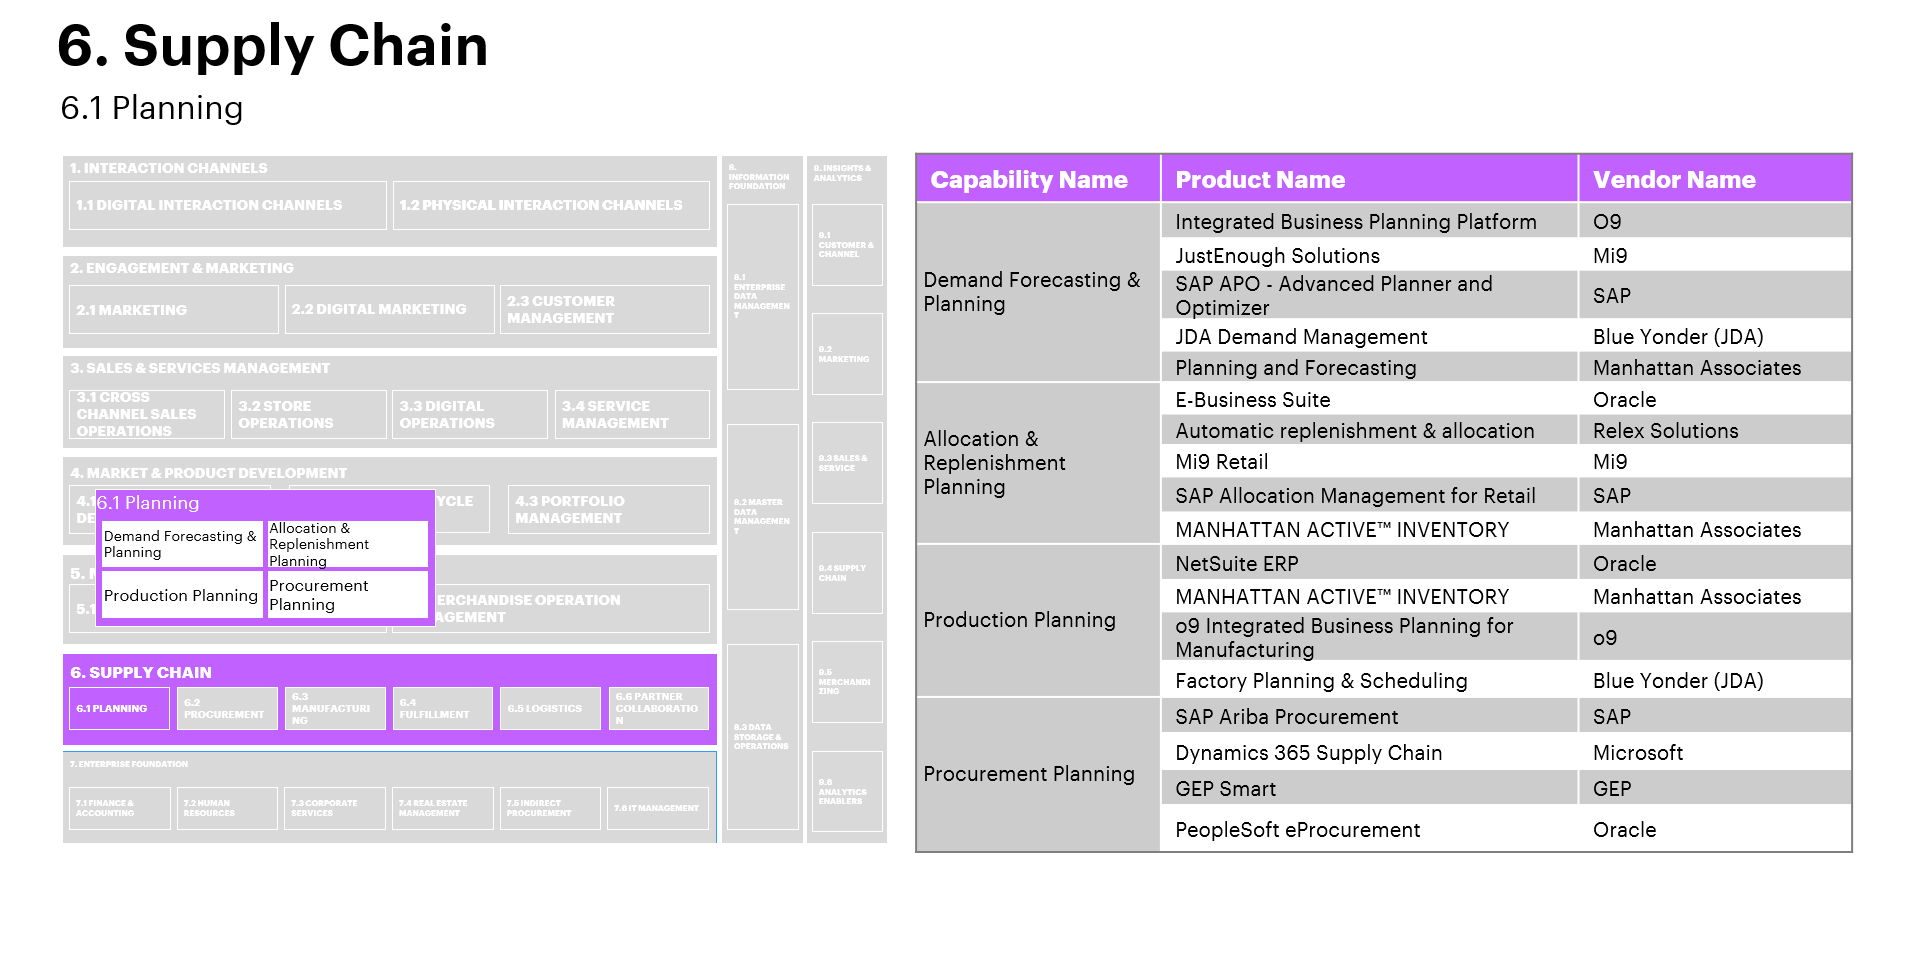 6. Supply Chain
6.1 Planning
1. INTERACTION CHANNELS
1.1 DIGITAL INTERACTION CHANNELS
1.2 PHYSICAL INTERACTION CHANNELS
2. ENGAGEMENT & MARKETING
2.1 MARKETING
2.2 DIGITAL MARKETING
2.3 CUSTOMER
MANAGEMENT
3. SALES & SERVICES MANAGEMENT
3.1 CROSS
CHANNEL SALES
OPERATIONS
3.2 STORE
OPERATIONS
3.3 DIGITAL
OPERATIONS
3.4 SERVICE
MANAGEMENT
4. MARKET & PRODUCT DEVELOPMENT
4.1
DE
YCLE
4.3 PORTFOLIO
MANAGEMENT
6.1 Planning
Demand Forecasting &
Planning
Allocation &
Replenishment
Planning
Production Planning
Procurement
Planning
5. M
5.1
ERCHANDISE OPERATION
AGEMENT
6. SUPPLY CHAIN
6.1 PLANNING
6.2
PROCUREMENT
6.3
MANUFACTURI
NG
6.4
FULFILLMENT
6.5 LOGISTICS
6.6 PARTNER
COLLABORATIO
N
7. ENTERPRISE FOUNDATION
7.1 FINANCE &
ACCOUNTING
7.2 HUMAN
RESOURCES
7.3 CORPORATE
SERVICES
7.4 REAL ESTATE
MANAGEMENT
7.5 INDIRECT
PROCUREMENT
7.6 IT MANAGEMENT
8.
INFORMATION
FOUNDATION
8.1
ENTERPRISE
DATA
MANAGEMEN
T
8.2 MASTER
DATA
MANAGEMEN
T
8.3 DATA
STORAGE &
OPERATIONS
9. INSIGHTS &
ANALYTICS
9.1
CUSTOMER &
CHANNEL
9.2
MARKETING
9.3 SALES &
SERVICE
9.4 SUPPLY
CHAIN
9.5
MERCHANDI
ZING
9.6
ANALYTICS
ENABLERS
Capability Name Product Name Vendor Name
Demand Forecasting &
Planning
Integrated Business Planning Platform O9
JustEnough Solutions Mi9
SAP APO - Advanced Planner and
Optimizer
SAP
JDA Demand Management Blue Yonder (JDA)
Planning and Forecasting Manhattan Associates
Allocation &
Replenishment
Planning
E-Business Suite Oracle
Automatic replenishment & allocation Relex Solutions
Mi9 Retail Mi9
SAP Allocation Management for Retail SAP
MANHATTAN ACTIVE™ INVENTORY Manhattan Associates
Production Planning
NetSuite ERP Oracle
MANHATTAN ACTIVE™ INVENTORY Manhattan Associates
o9 Integrated Business Planning for
Manufacturing
o9
Factory Planning & Scheduling Blue Yonder (JDA)
Procurement Planning
SAP Ariba Procurement SAP
Dynamics 365 Supply Chain Microsoft
GEP Smart GEP
PeopleSoft eProcurement Oracle